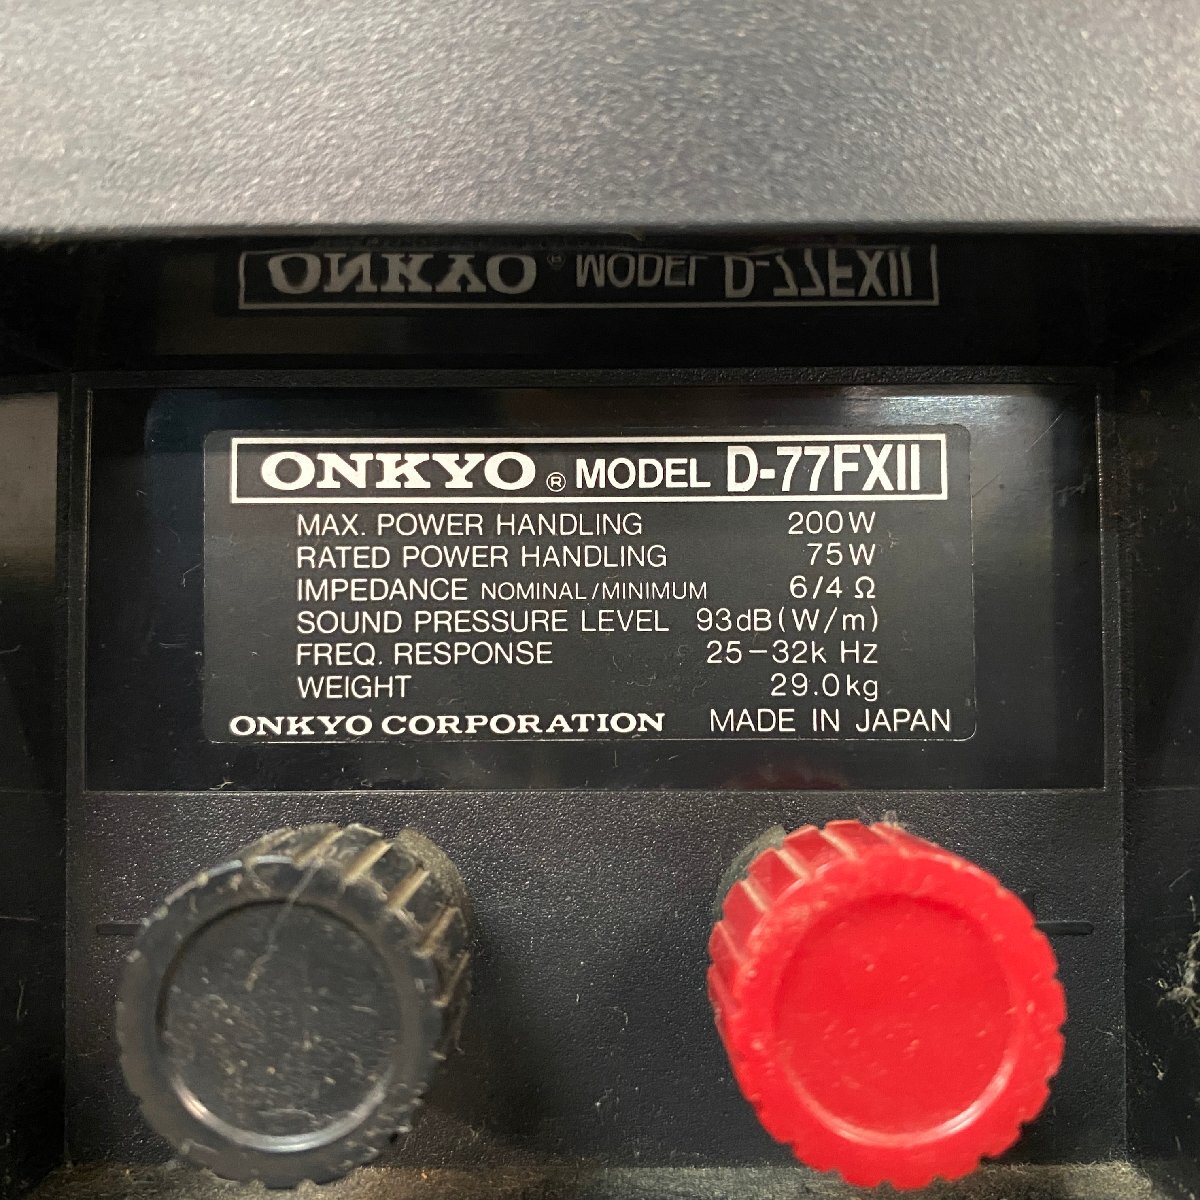 ONKYO ® MODEL D-77FXII
ONKYO ® MODEL D-77FXII
MAX. POWER HANDLING 200W
RATED POWER HANDLING 75W
IMPEDANCE NOMINAL/MINIMUM 6/4 Ω
SOUND PRESSURE LEVEL 93dB(W/m)
FREQ. RESPONSE 25-32k Hz
WEIGHT 29.0kg
ONKYO CORPORATION MADE IN JAPAN